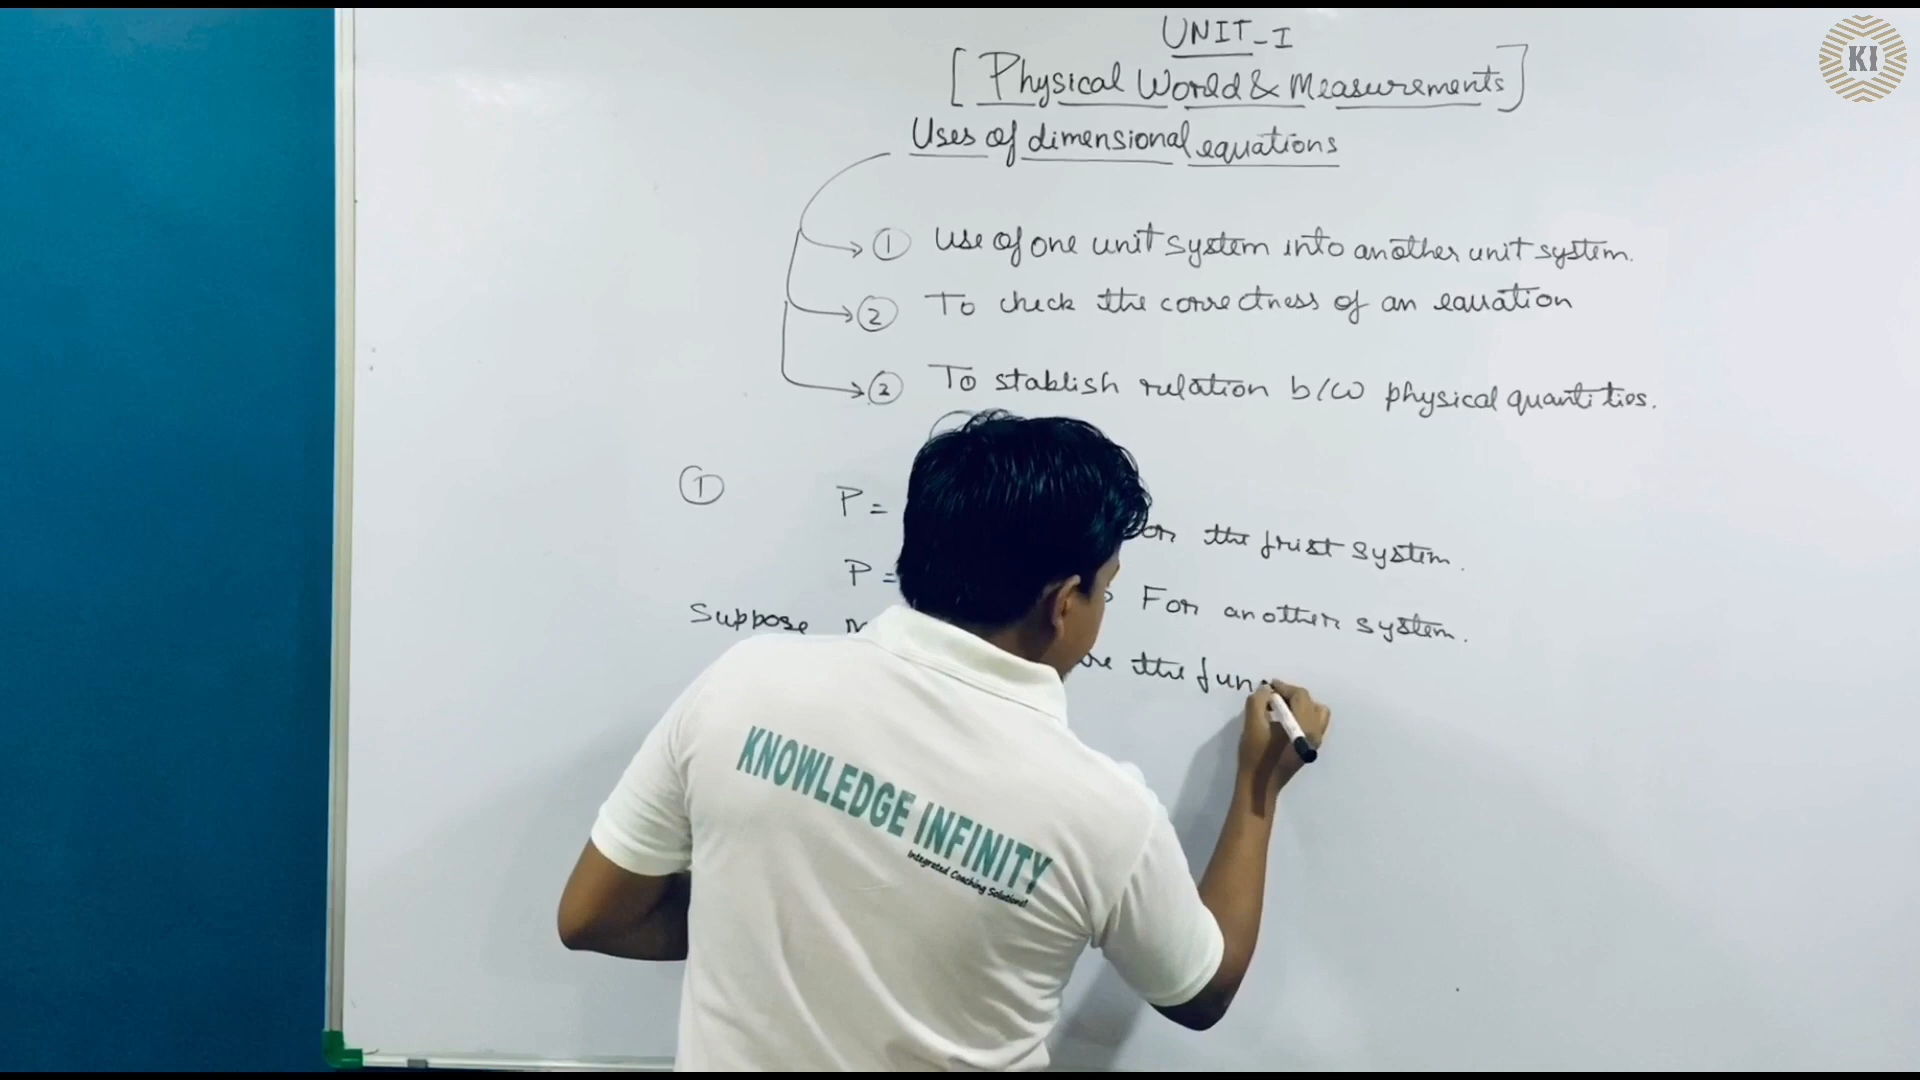 UNIT-I
[Physical World & Measurements]
Uses of dimensional equations
① Use of one unit system into another unit system.
② To check the correctness of an eauation
② To stablish relation b/w physical quantities.
① P = the frist system.
P = For another system.
Suppose the fun
KNOWLEDGE INFINITY
Integrated Coaching Solutions!
KI